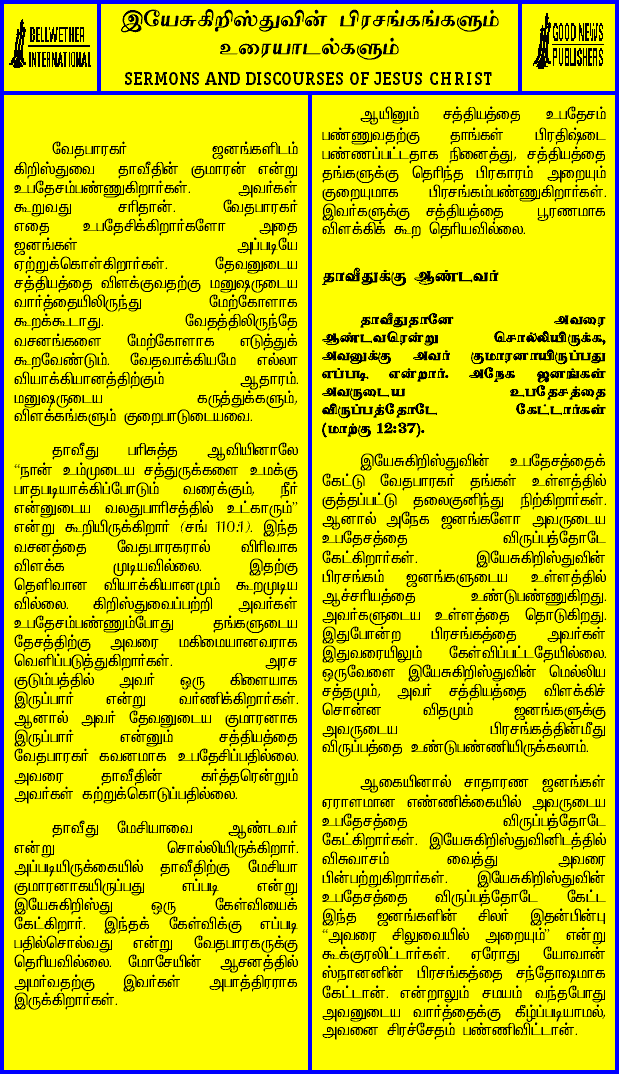 BELLWETHER
INTERNATIONAL
இயேசுகிறிஸ்துவின் பிரசங்கங்களும்
உரையாடல்களும்
SERMONS AND DISCOURSES OF JESUS CHRIST
GOOD NEWS
PUBLISHERS
வேதபாரகர் ஜனங்களிடம்
கிறிஸ்துவை தாவீதின் குமாரன் என்று
உபதேசம்பண்ணுகிறார்கள். அவர்கள்
கூறுவது சரிதான். வேதபாரகர்
எதை உபதேசிக்கிறார்களோ அதை
ஜனங்கள் அப்படியே
ஏற்றுக்கொள்கிறார்கள். தேவனுடைய
சத்தியத்தை விளக்குவதற்கு மனுஷருடைய
வார்த்தையிலிருந்து மேற்கோளாக
கூறக்கூடாது. வேதத்திலிருந்தே
வசனங்களை மேற்கோளாக எடுத்துக்
கூறவேண்டும். வேதவாக்கியமே எல்லா
வியாக்கியானத்திற்கும் ஆதாரம்.
மனுஷருடைய கருத்துக்களும்,
விளக்கங்களும் குறைபாடுடையவை.
தாவீது பரிசுத்த ஆவியினாலே
“நான் உம்முடைய சத்துருக்களை உமக்கு
பாதபடியாக்கிப்போடும் வரைக்கும், நீர்
என்னுடைய வலதுபாரிசத்தில் உட்காரும்”
என்று கூறியிருக்கிறார் (சங் 110:1). இந்த
வசனத்தை வேதபாரகரால் விரிவாக
விளக்க முடியவில்லை. இதற்கு
தெளிவான வியாக்கியானமும் கூறமுடிய
வில்லை. கிறிஸ்துவைப்பற்றி அவர்கள்
உபதேசம்பண்ணும்போது தங்களுடைய
தேசத்திற்கு அவரை மகிமையானவராக
வெளிப்படுத்துகிறார்கள். அரச
குடும்பத்தில் அவர் ஒரு கிளையாக
இருப்பார் என்று வர்ணிக்கிறார்கள்.
ஆனால் அவர் தேவனுடைய குமாரனாக
இருப்பார் என்னும் சத்தியத்தை
வேதபாரகர் கவனமாக உபதேசிப்பதில்லை.
அவரை தாவீதின் கர்த்தரென்றும்
அவர்கள் கற்றுக்கொடுப்பதில்லை.
தாவீது மேசியாவை ஆண்டவர்
என்று சொல்லியிருக்கிறார்.
அப்படியிருக்கையில் தாவீதிற்கு மேசியா
குமாரனாகயிருப்பது எப்படி என்று
இயேசுகிறிஸ்து ஒரு கேள்வியைக்
கேட்கிறார். இந்தக் கேள்விக்கு எப்படி
பதில்சொல்வது என்று வேதபாரகருக்கு
தெரியவில்லை. மோசேயின் ஆசனத்தில்
அமர்வதற்கு இவர்கள் அபாத்திரராக
இருக்கிறார்கள்.
ஆயினும் சத்தியத்தை உபதேசம்
பண்ணுவதற்கு தாங்கள் பிரதிஷ்டை
பண்ணப்பட்டதாக நினைத்து, சத்தியத்தை
தங்களுக்கு தெரிந்த பிரகாரம் அறையும்
குறையுமாக பிரசங்கம்பண்ணுகிறார்கள்.
இவர்களுக்கு சத்தியத்தை பூரணமாக
விளக்கிக் கூற தெரியவில்லை.
தாவீதுக்கு ஆண்டவர்
தாவீதுதானே அவரை
ஆண்டவரென்று சொல்லியிருக்க,
அவனுக்கு அவர் குமாரனாயிருப்பது
எப்படி என்றார். அநேக ஜனங்கள்
அவருடைய உபதேசத்தை
விருப்பத்தோடே கேட்டார்கள்
(மாற்கு 12:37).
இயேசுகிறிஸ்துவின் உபதேசத்தைக்
கேட்டு வேதபாரகர் தங்கள் உள்ளத்தில்
குத்தப்பட்டு தலைகுனிந்து நிற்கிறார்கள்.
ஆனால் அநேக ஜனங்களோ அவருடைய
உபதேசத்தை விருப்பத்தோடே
கேட்கிறார்கள். இயேசுகிறிஸ்துவின்
பிரசங்கம் ஜனங்களுடைய உள்ளத்தில்
ஆச்சரியத்தை உண்டுபண்ணுகிறது.
அவர்களுடைய உள்ளத்தை தொடுகிறது.
இதுபோன்ற பிரசங்கத்தை அவர்கள்
இதுவரையிலும் கேள்விப்பட்டதேயில்லை.
ஒருவேளை இயேசுகிறிஸ்துவின் மெல்லிய
சத்தமும், அவர் சத்தியத்தை விளக்கிச்
சொன்ன விதமும் ஜனங்களுக்கு
அவருடைய பிரசங்கத்தின்மீது
விருப்பத்தை உண்டுபண்ணியிருக்கலாம்.
ஆகையினால் சாதாரண ஜனங்கள்
ஏராளமான எண்ணிக்கையில் அவருடைய
உபதேசத்தை விருப்பத்தோடே
கேட்கிறார்கள். இயேசுகிறிஸ்துவினிடத்தில்
விசுவாசம் வைத்து அவரை
பின்பற்றுகிறார்கள். இயேசுகிறிஸ்துவின்
உபதேசத்தை விருப்பத்தோடே கேட்ட
இந்த ஜனங்களின் சிலர் இதன்பின்பு
“அவரை சிலுவையில் அறையும்” என்று
கூக்குரலிட்டார்கள். ஏரோது யோவான்
ஸ்நானனின் பிரசங்கத்தை சந்தோஷமாக
கேட்டான். என்றாலும் சமயம் வந்தபோது
அவனுடைய வார்த்தைக்கு கீழ்ப்படியாமல்,
அவனை சிரச்சேதம் பண்ணிவிட்டான்.